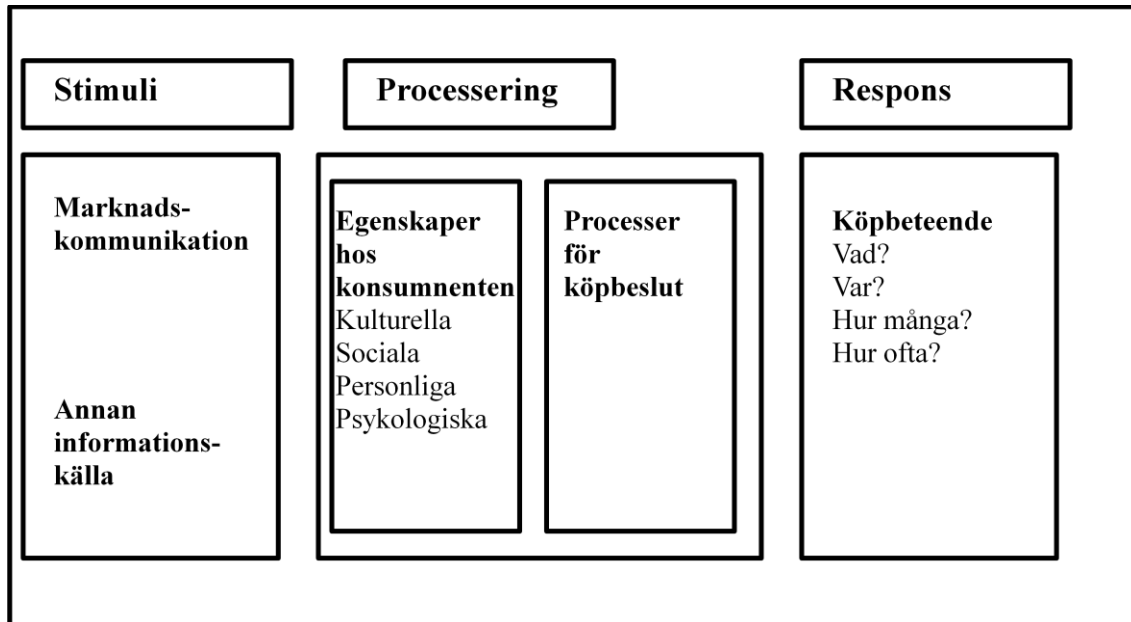 Stimuli
Processering
Respons
Marknads-
kommunikation
Annan
informations-
källa
Egenskaper
hos
konsumnenten
Kulturella
Sociala
Personliga
Psykologiska
Processer
för
köpbeslut
Köpbeteende
Vad?
Var?
Hur många?
Hur ofta?